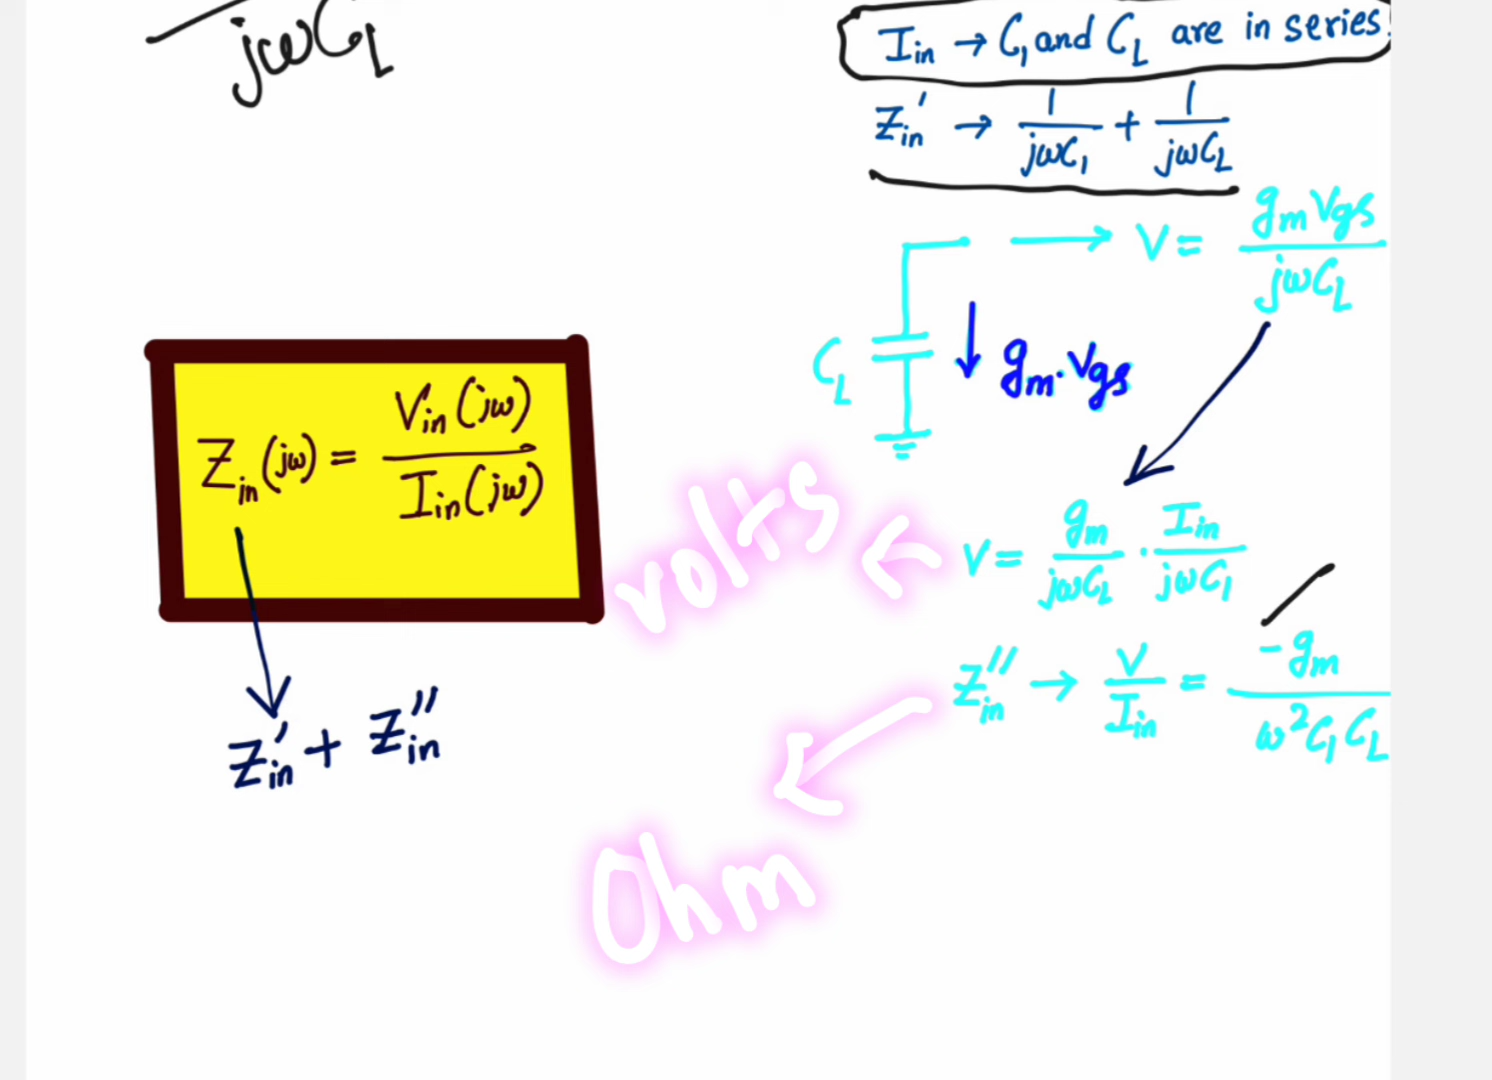 jωC_L
I_in → C_1 and C_L are in series
Z_in' → 1/(jωC_1) + 1/(jωC_L)
V = g_m V_gs/(jωC_L)
C_L ↓ g_m · V_gs
Z_in(jω) = V_in(jω)/I_in(jω)
volts ← V = g_m/(jωC_L) · I_in/(jωC_1)
Z_in'' → V/I_in = -g_m/(ω²C_1C_L)
Z_in' + Z_in''
Ohm